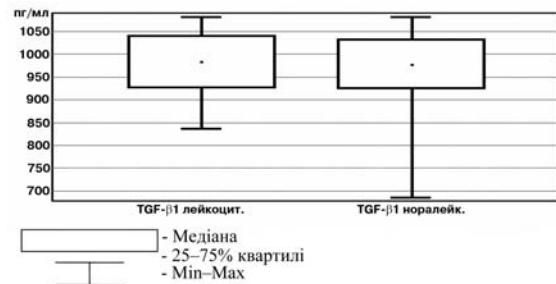 пг/мл
1050
1000
950
900
850
800
750
700
TGF-β1 лейкоцит.
TGF-β1 норалейк.
- Медіана
- 25–75% квартилі
- Min–Max